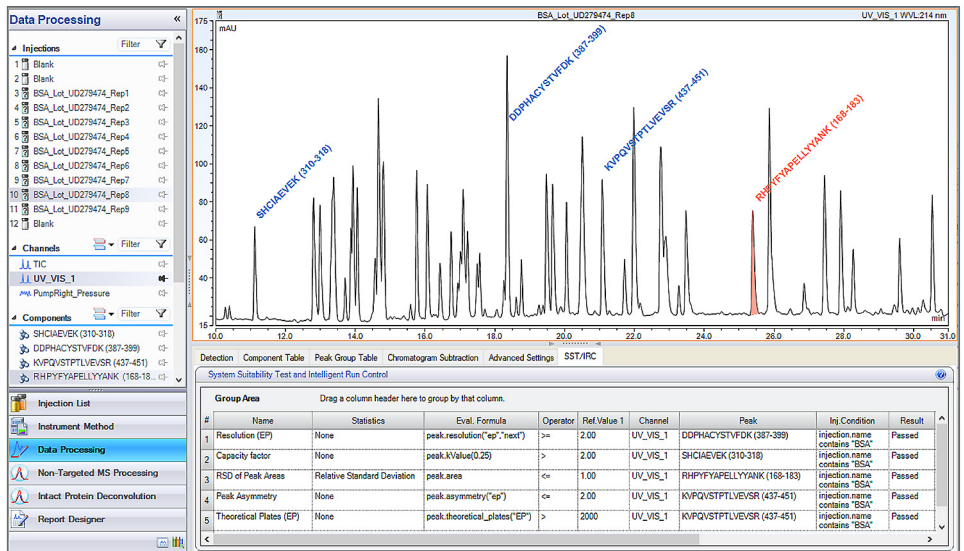 Data Processing «
Injections Filter
1 Blank
2 Blank
3 BSA_Lot_UD279474_Rep1
4 BSA_Lot_UD279474_Rep2
5 BSA_Lot_UD279474_Rep3
6 BSA_Lot_UD279474_Rep4
7 BSA_Lot_UD279474_Rep5
8 BSA_Lot_UD279474_Rep6
9 BSA_Lot_UD279474_Rep7
10 BSA_Lot_UD279474_Rep8
11 BSA_Lot_UD279474_Rep9
12 Blank
Channels Filter
TIC
UV_VIS_1
PumpRight_Pressure
Components Filter
SHCIAEVEK (310-318)
DDPHACYSTVFDK (387-399)
KVPQVSTPTLVEVSR (437-451)
RHPYFYAPELLYYANK (168-18...
Injection List
Instrument Method
Data Processing
Non-Targeted MS Processing
Intact Protein Deconvolution
Report Designer
BSA_Lot_UD279474_Rep8
UV_VIS_1 WVL:214 nm
mAU
175
160
140
120
100
80
60
40
15
SHCIAEVEK (310-318)
DDPHACYSTVFDK (387-399)
KVPQVSTPTLVEVSR (437-451)
RHPYFYAPELLYYANK (168-183)
min
10.0 12.0 14.0 16.0 18.0 20.0 22.0 24.0 26.0 28.0 30.0 31.0
Detection Component Table Peak Group Table Chromatogram Subtraction Advanced Settings SST/IRC
System Suitability Test and Intelligent Run Control
Group Area Drag a column header here to group by that column.
# Name Statistics Eval. Formula Operator Ref.Value 1 Channel Peak Inj.Condition Result
1 Resolution (EP) None peak.resolution("ep","next") >= 2.00 UV_VIS_1 DDPHACYSTVFDK (387-399) injection.name contains "BSA" Passed
2 Capacity factor None peak.kValue(0.25) > 2.00 UV_VIS_1 SHCIAEVEK (310-318) injection.name contains "BSA" Passed
3 RSD of Peak Areas Relative Standard Deviation peak.area <= 1.00 UV_VIS_1 RHPYFYAPELLYYANK (168-183) injection.name contains "BSA" Passed
4 Peak Asymmetry None peak.asymmetry("ep") <= 2.00 UV_VIS_1 KVPQVSTPTLVEVSR (437-451) injection.name contains "BSA" Passed
5 Theoretical Plates (EP) None peak.theoretical_plates("EP") > 2000 UV_VIS_1 KVPQVSTPTLVEVSR (437-451) injection.name contains "BSA" Passed